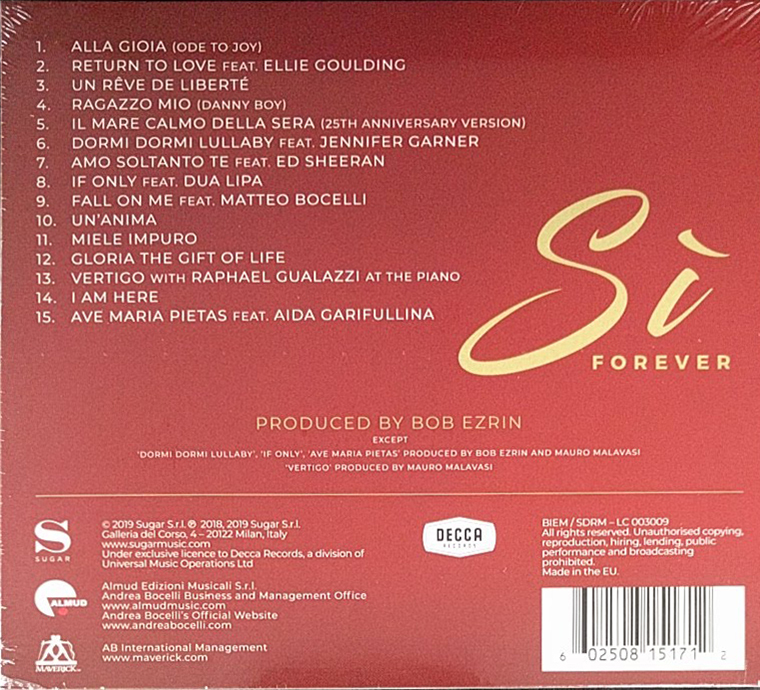 1. ALLA GIOIA (ODE TO JOY)
2. RETURN TO LOVE FEAT. ELLIE GOULDING
3. UN RÊVE DE LIBERTÉ
4. RAGAZZO MIO (DANNY BOY)
5. IL MARE CALMO DELLA SERA (25TH ANNIVERSARY VERSION)
6. DORMI DORMI LULLABY FEAT. JENNIFER GARNER
7. AMO SOLTANTO TE FEAT. ED SHEERAN
8. IF ONLY FEAT. DUA LIPA
9. FALL ON ME FEAT. MATTEO BOCELLI
10. UN'ANIMA
11. MIELE IMPURO
12. GLORIA THE GIFT OF LIFE
13. VERTIGO WITH RAPHAEL GUALAZZI AT THE PIANO
14. I AM HERE
15. AVE MARIA PIETAS FEAT. AIDA GARIFULLINA
Sì
FOREVER
PRODUCED BY BOB EZRIN
EXCEPT
'DORMI DORMI LULLABY', 'IF ONLY', 'AVE MARIA PIETAS' PRODUCED BY BOB EZRIN AND MAURO MALAVASI
'VERTIGO' PRODUCED BY MAURO MALAVASI
S
SUGAR
© 2019 Sugar S.r.l. ℗ 2018, 2019 Sugar S.r.l.
Galleria del Corso, 4 – 20122 Milan, Italy
www.sugarmusic.com
Under exclusive licence to Decca Records, a division of
Universal Music Operations Ltd
ALMUD
Almud Edizioni Musicali S.r.l.
Andrea Bocelli Business and Management Office
www.almudmusic.com
Andrea Bocelli's Official Website
www.andreabocelli.com
MAVERICK
AB International Management
www.maverick.com
DECCA
RECORDS
BIEM / SDRM – LC 003009
All rights reserved. Unauthorised copying,
reproduction, hiring, lending, public
performance and broadcasting
prohibited.
Made in the EU.
6 02508 15171 2